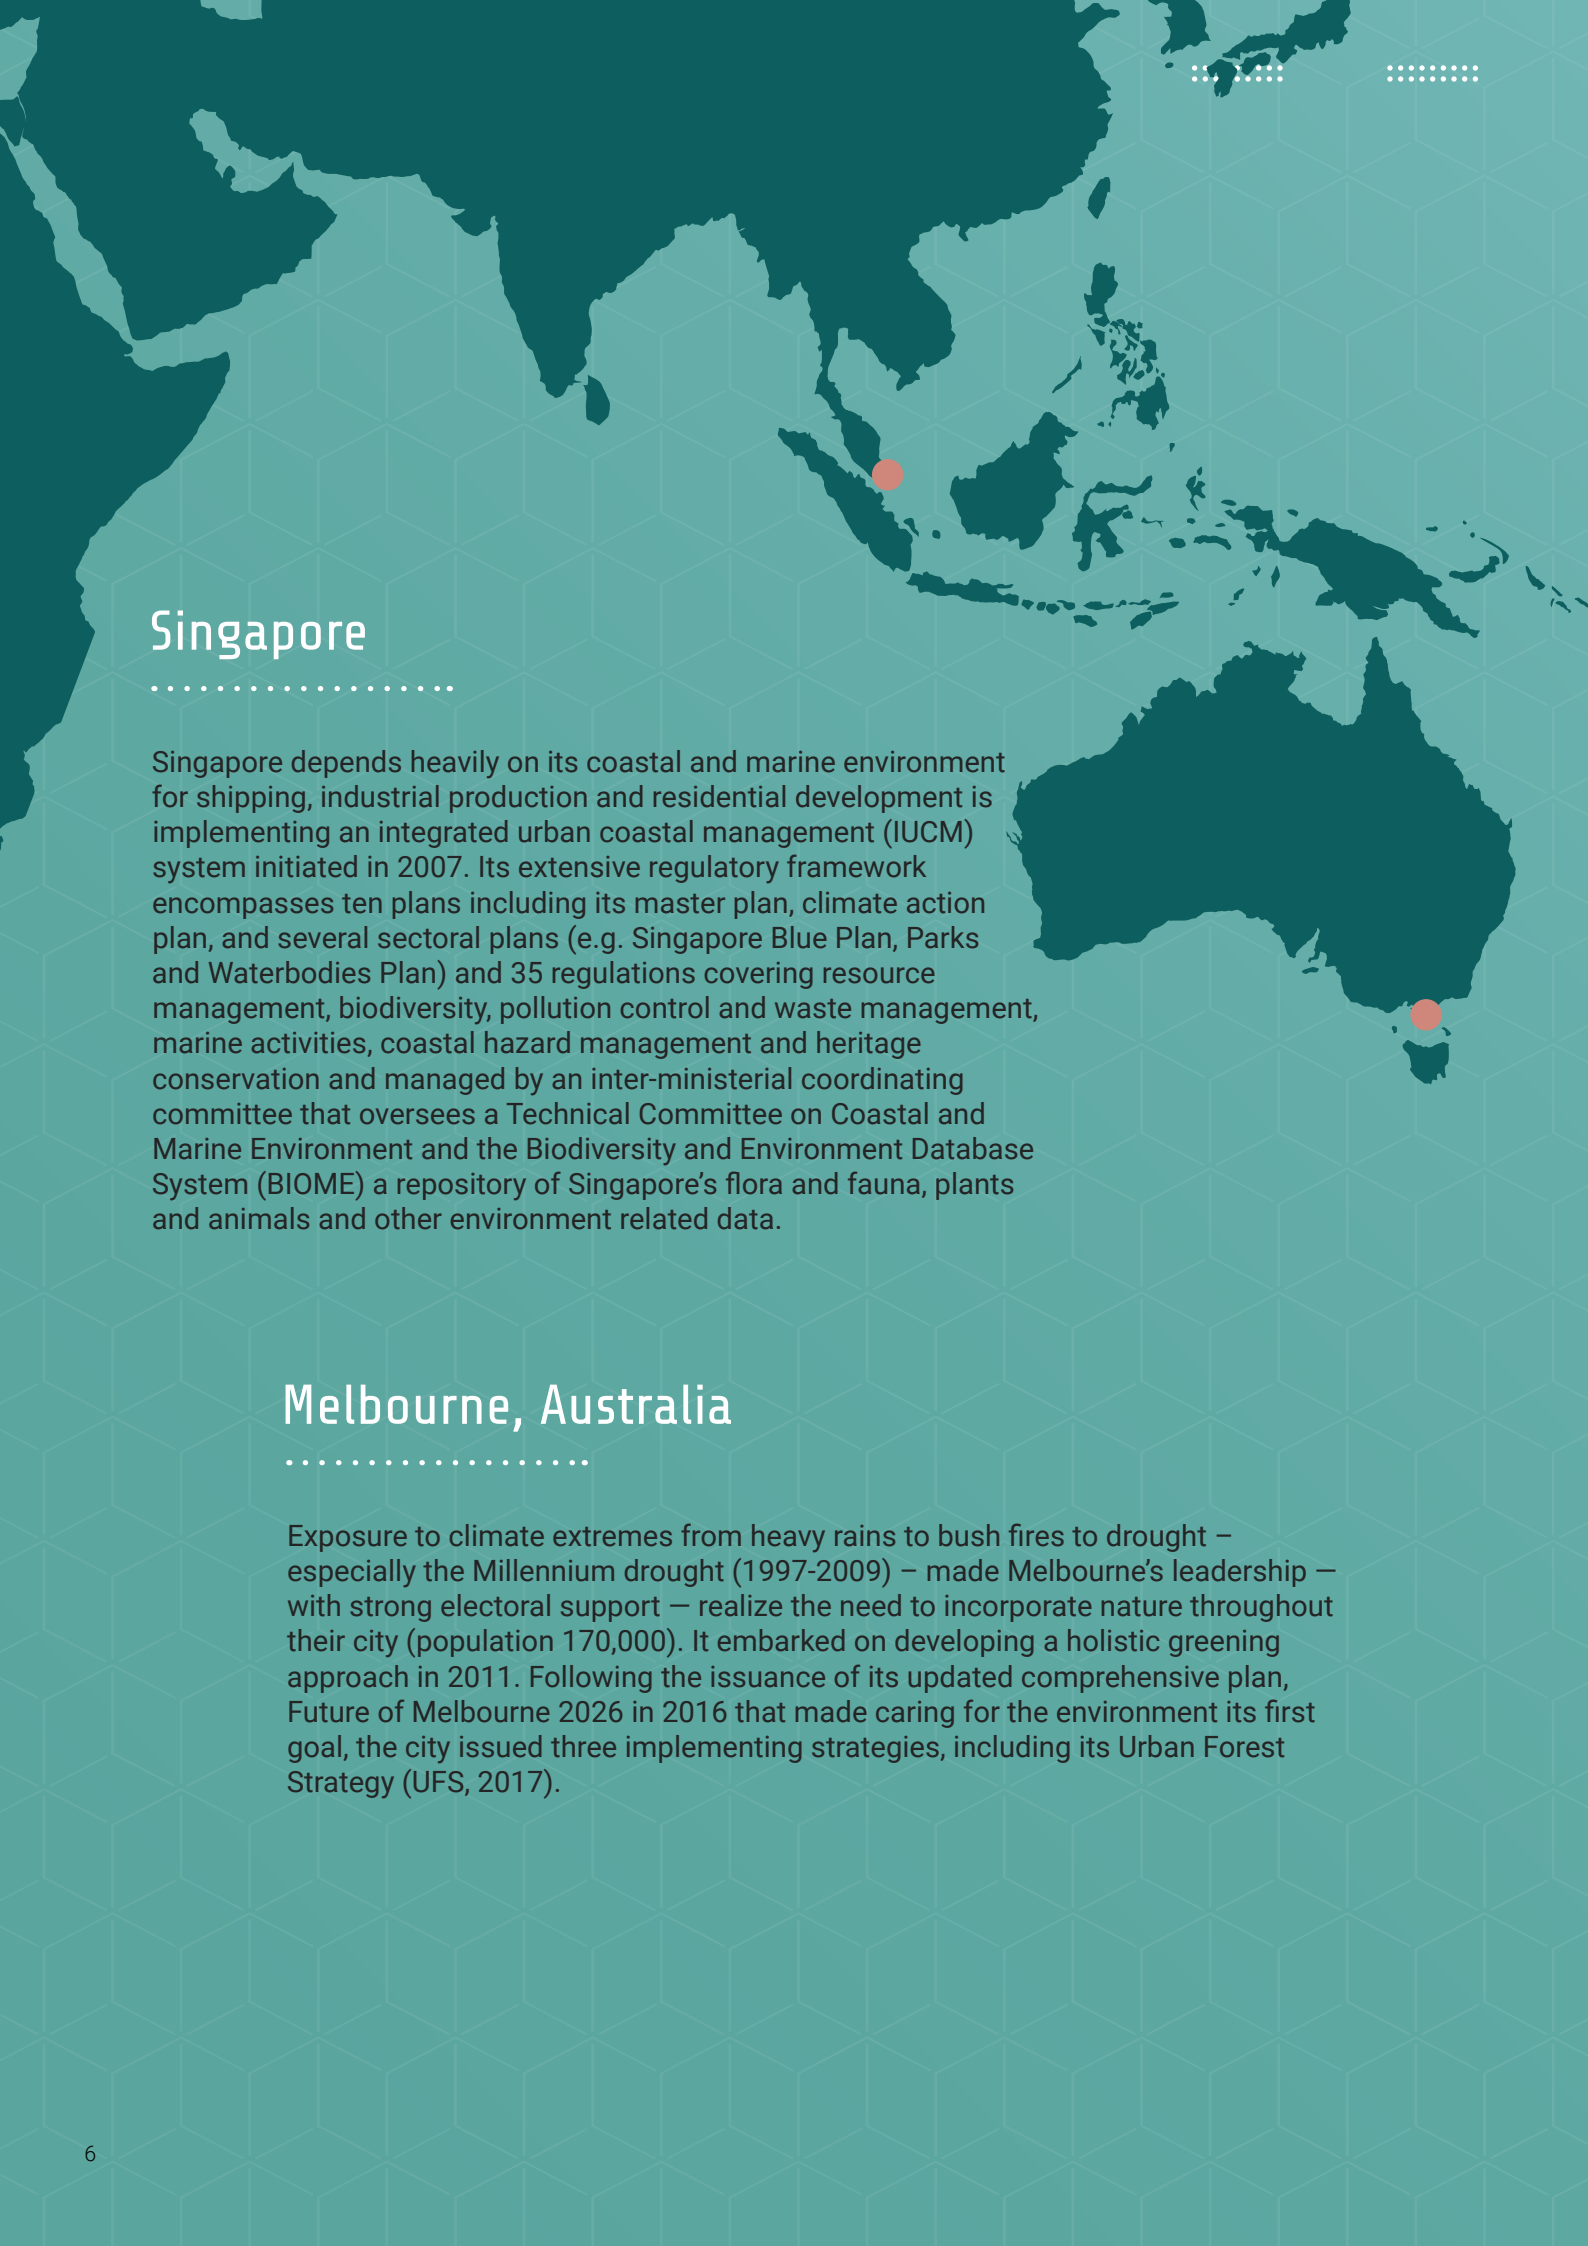 Singapore
Singapore depends heavily on its coastal and marine environment
for shipping, industrial production and residential development is
implementing an integrated urban coastal management (IUCM)
system initiated in 2007. Its extensive regulatory framework
encompasses ten plans including its master plan, climate action
plan, and several sectoral plans (e.g. Singapore Blue Plan, Parks
and Waterbodies Plan) and 35 regulations covering resource
management, biodiversity, pollution control and waste management,
marine activities, coastal hazard management and heritage
conservation and managed by an inter-ministerial coordinating
committee that oversees a Technical Committee on Coastal and
Marine Environment and the Biodiversity and Environment Database
System (BIOME) a repository of Singapore’s flora and fauna, plants
and animals and other environment related data.
Melbourne, Australia
Exposure to climate extremes from heavy rains to bush fires to drought –
especially the Millennium drought (1997-2009) – made Melbourne’s leadership —
with strong electoral support — realize the need to incorporate nature throughout
their city (population 170,000). It embarked on developing a holistic greening
approach in 2011. Following the issuance of its updated comprehensive plan,
Future of Melbourne 2026 in 2016 that made caring for the environment its first
goal, the city issued three implementing strategies, including its Urban Forest
Strategy (UFS, 2017).
6